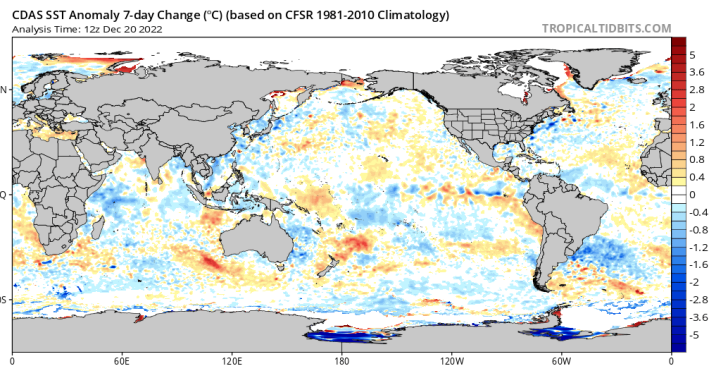 CDAS SST Anomaly 7-day Change (°C) (based on CFSR 1981-2010 Climatology)
Analysis Time: 12z Dec 20 2022
TROPICALTIDBITS.COM
5
3.6
2.8
2
1.6
1.2
0.8
0.4
0
-0.4
-0.8
-1.2
-1.6
-2
-2.8
-3.6
-5
N
Q
0S
0
60E
120E
180
120W
60W
0